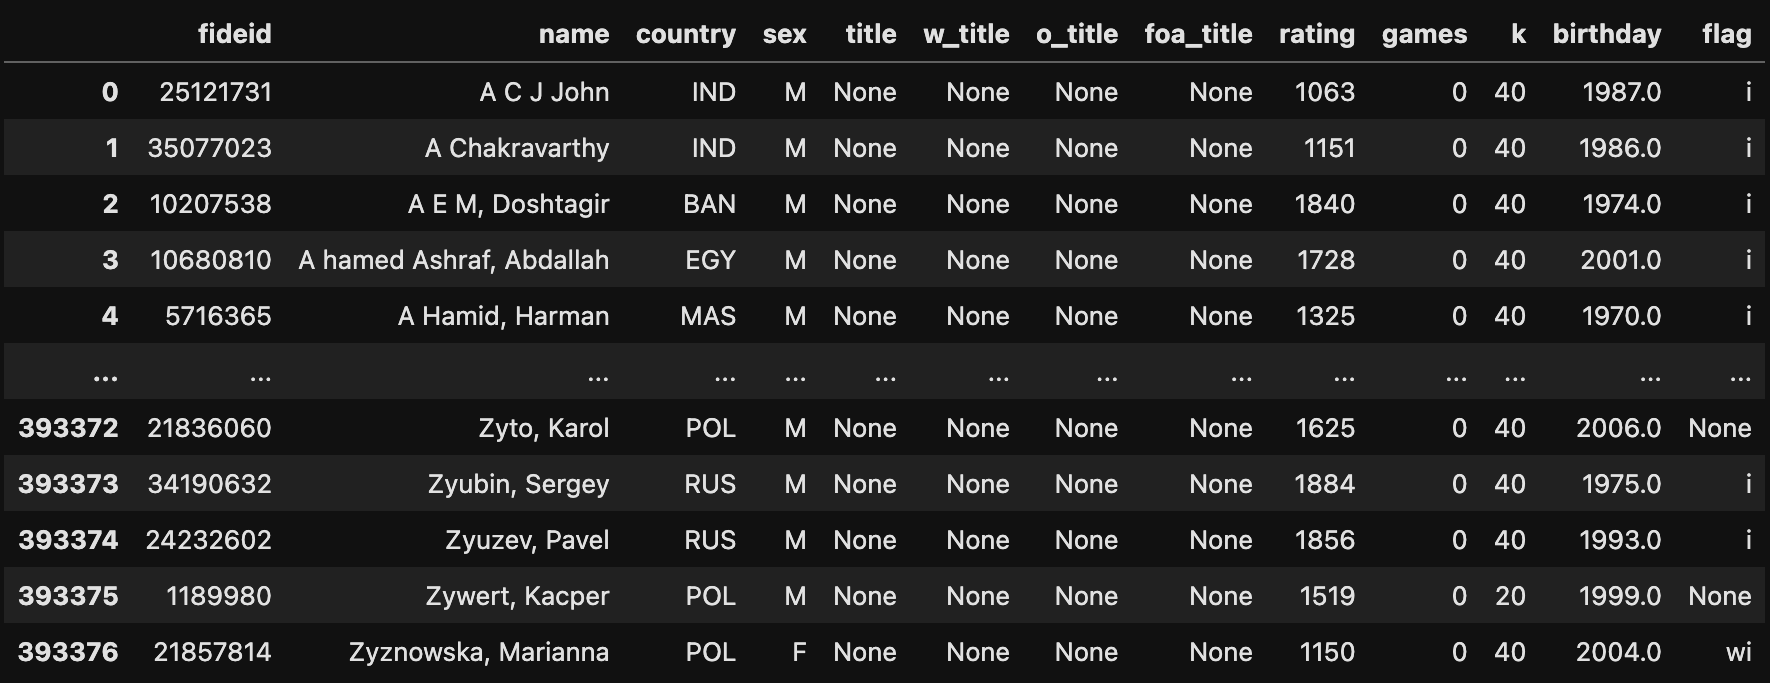 fideid name country sex title w_title o_title foa_title rating games k birthday flag
0 25121731 A C J John IND M None None None None 1063 0 40 1987.0 i
1 35077023 A Chakravarthy IND M None None None None 1151 0 40 1986.0 i
2 10207538 A E M, Doshtagir BAN M None None None None 1840 0 40 1974.0 i
3 10680810 A hamed Ashraf, Abdallah EGY M None None None None 1728 0 40 2001.0 i
4 5716365 A Hamid, Harman MAS M None None None None 1325 0 40 1970.0 i
... ... ... ... ... ... ... ... ... ... ... ... ... ...
393372 21836060 Zyto, Karol POL M None None None None 1625 0 40 2006.0 None
393373 34190632 Zyubin, Sergey RUS M None None None None 1884 0 40 1975.0 i
393374 24232602 Zyuzev, Pavel RUS M None None None None 1856 0 40 1993.0 i
393375 1189980 Zywert, Kacper POL M None None None None 1519 0 20 1999.0 None
393376 21857814 Zyznowska, Marianna POL F None None None None 1150 0 40 2004.0 wi